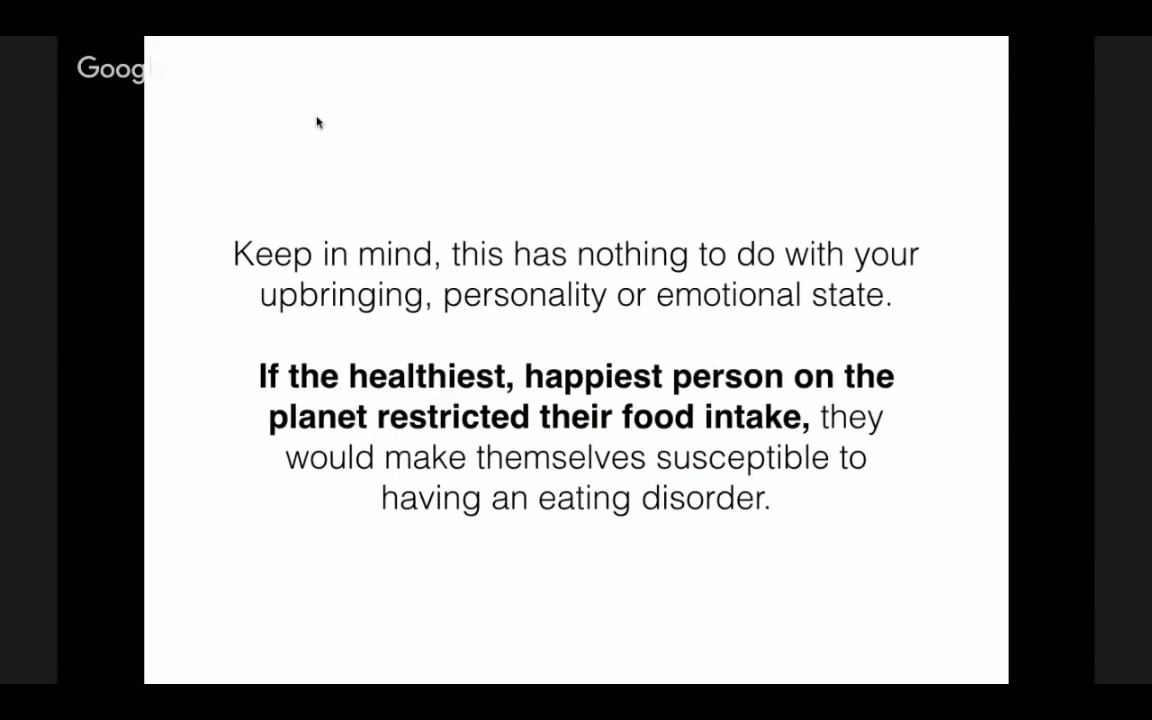 Google
Keep in mind, this has nothing to do with your
upbringing, personality or emotional state.
If the healthiest, happiest person on the
planet restricted their food intake, they
would make themselves susceptible to
having an eating disorder.